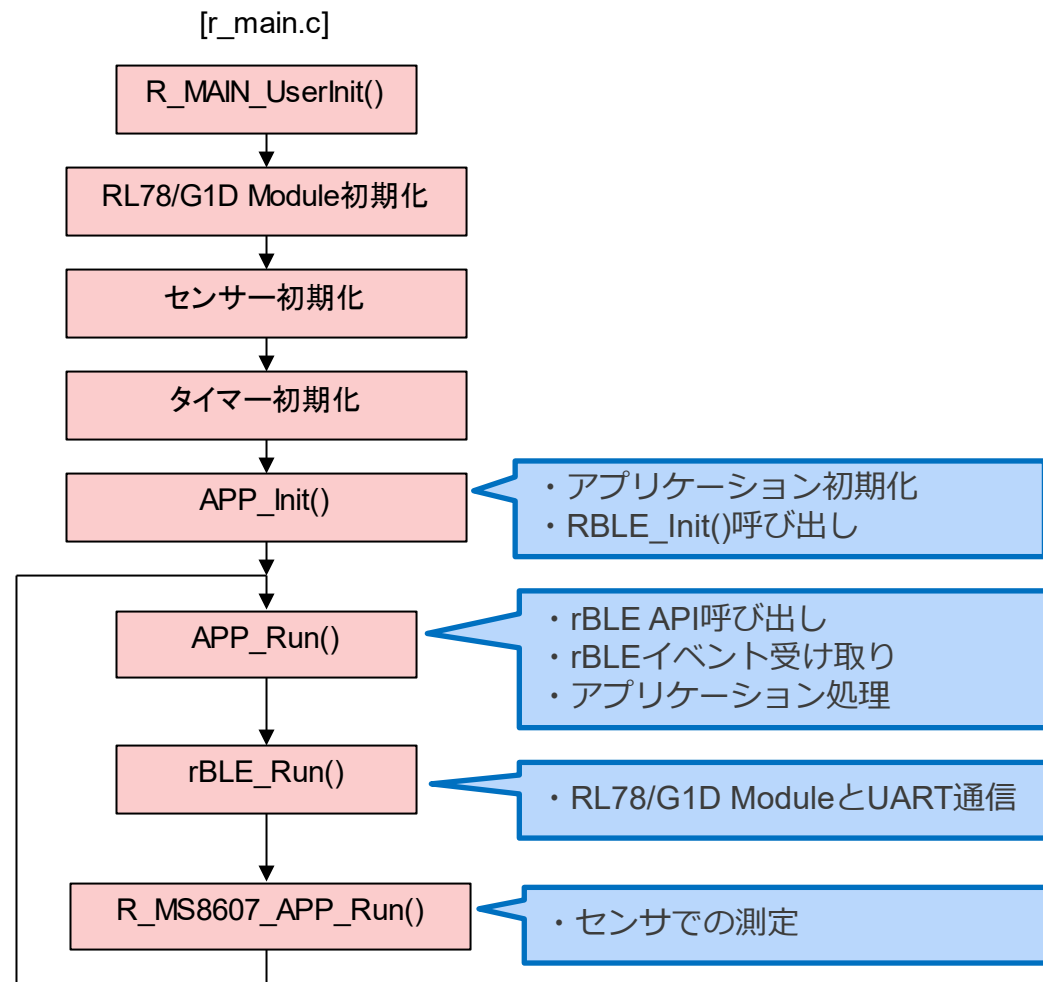 [r_main.c]
R_MAIN_UserInit()
RL78/G1D Module初期化
センサー初期化
タイマー初期化
APP_Init()
・アプリケーション初期化
・RBLE_Init()呼び出し
APP_Run()
・rBLE API呼び出し
・rBLEイベント受け取り
・アプリケーション処理
rBLE_Run()
・RL78/G1D ModuleとUART通信
R_MS8607_APP_Run()
・センサでの測定